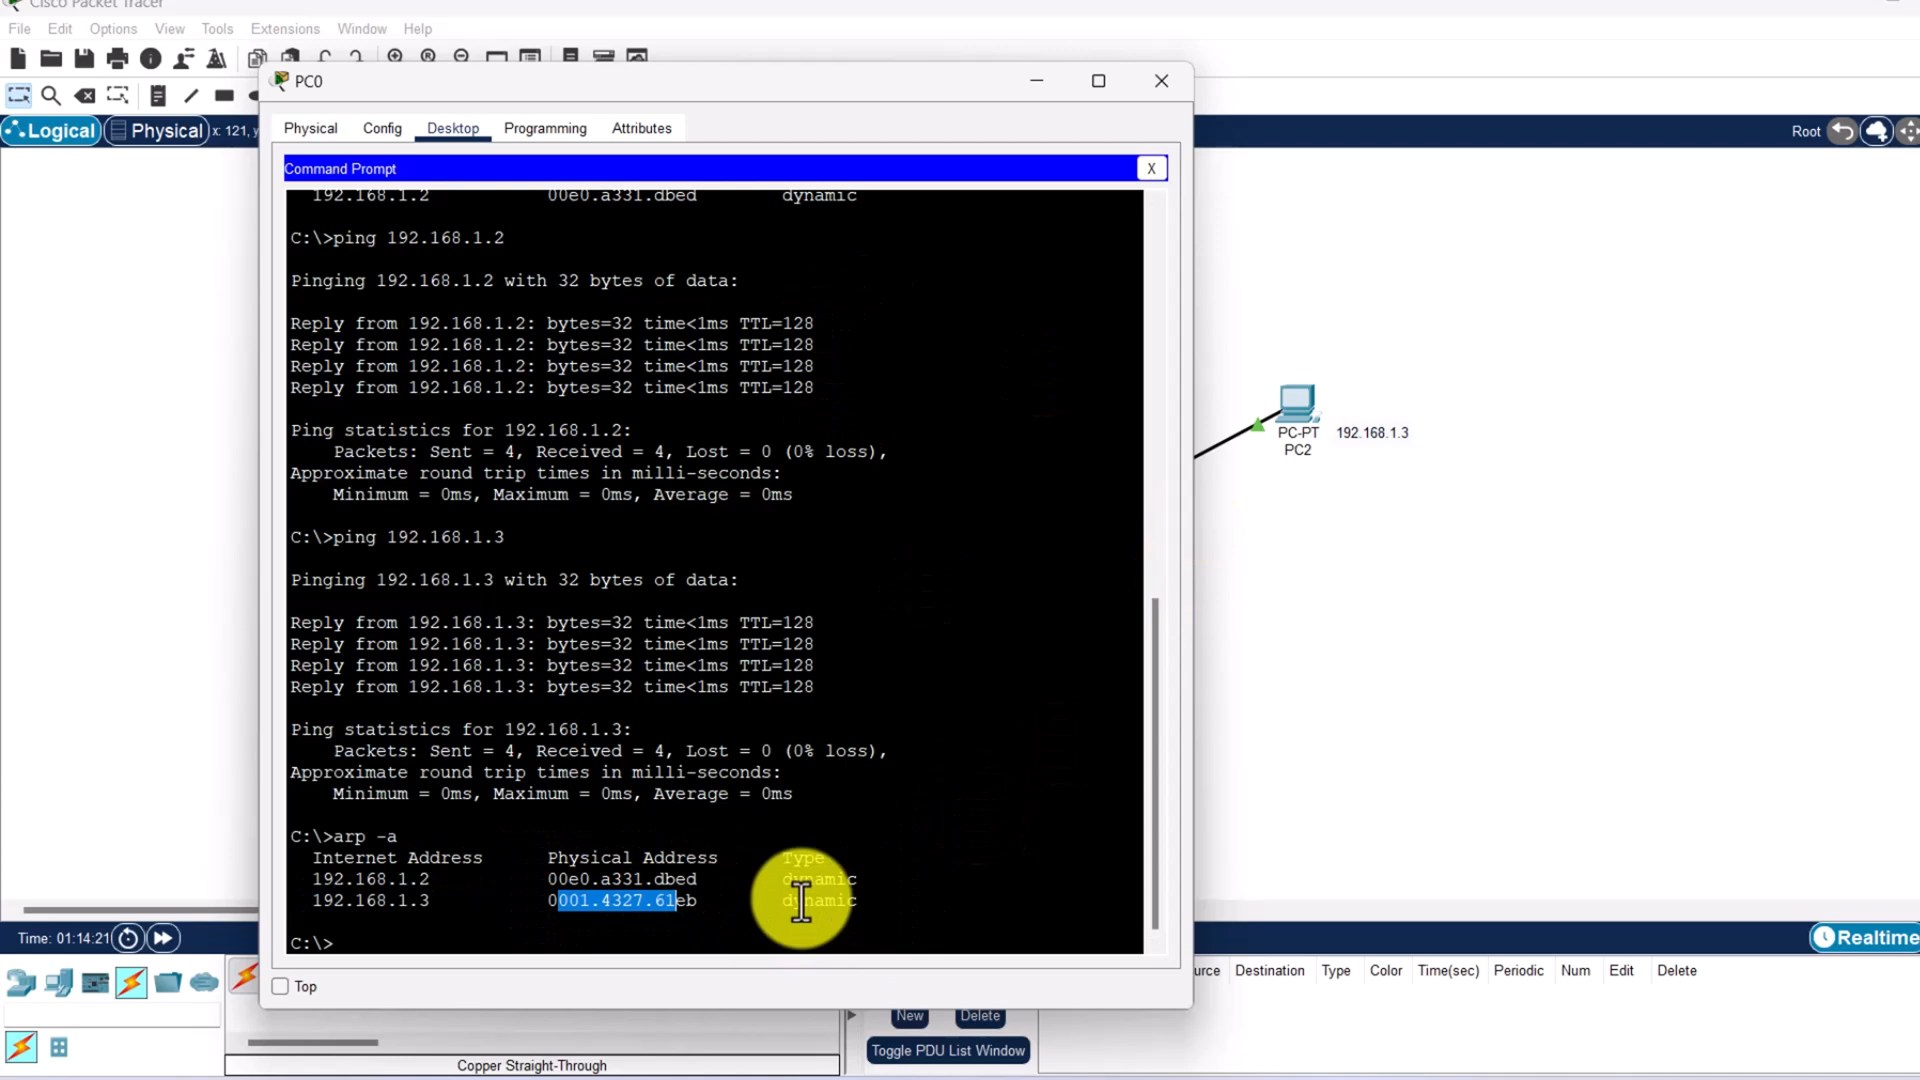 Cisco Packet Tracer
File Edit Options View Tools Extensions Window Help
PC0
Logical Physical x: 121, y Root
Physical Config Desktop Programming Attributes
Command Prompt X
192.168.1.2 00e0.a331.dbed dynamic
C:\>ping 192.168.1.2
Pinging 192.168.1.2 with 32 bytes of data:
Reply from 192.168.1.2: bytes=32 time<1ms TTL=128
Reply from 192.168.1.2: bytes=32 time<1ms TTL=128
Reply from 192.168.1.2: bytes=32 time<1ms TTL=128
Reply from 192.168.1.2: bytes=32 time<1ms TTL=128
Ping statistics for 192.168.1.2:
Packets: Sent = 4, Received = 4, Lost = 0 (0% loss),
Approximate round trip times in milli-seconds:
Minimum = 0ms, Maximum = 0ms, Average = 0ms
C:\>ping 192.168.1.3
Pinging 192.168.1.3 with 32 bytes of data:
Reply from 192.168.1.3: bytes=32 time<1ms TTL=128
Reply from 192.168.1.3: bytes=32 time<1ms TTL=128
Reply from 192.168.1.3: bytes=32 time<1ms TTL=128
Reply from 192.168.1.3: bytes=32 time<1ms TTL=128
Ping statistics for 192.168.1.3:
Packets: Sent = 4, Received = 4, Lost = 0 (0% loss),
Approximate round trip times in milli-seconds:
Minimum = 0ms, Maximum = 0ms, Average = 0ms
C:\>arp -a
Internet Address Physical Address Type
192.168.1.2 00e0.a331.dbed dynamic
192.168.1.3 0001.4327.61eb dynamic
C:\>
Top
PC-PT 192.168.1.3
PC2
Time: 01:14:21 Realtime
urce Destination Type Color Time(sec) Periodic Num Edit Delete
New Delete
Toggle PDU List Window
Copper Straight-Through